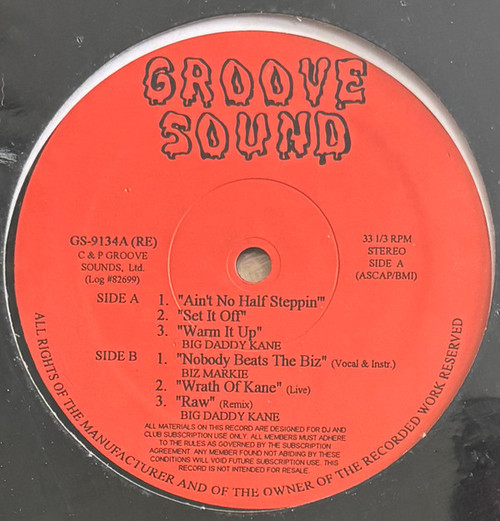 GROOVE
SOUND
GS-9134A (RE)
C & P GROOVE
SOUNDS, Ltd.
(Log #82699)
33 1/3 RPM
STEREO
SIDE A
(ASCAP/BMI)
SIDE A 1. "Ain't No Half Steppin'"
2. "Set It Off"
3. "Warm It Up"
BIG DADDY KANE
SIDE B 1. "Nobody Beats The Biz" (Vocal & Instr.)
BIZ MARKIE
2. "Wrath Of Kane" (Live)
3. "Raw" (Remix)
BIG DADDY KANE
ALL MATERIALS ON THIS RECORD ARE DESIGNED FOR DJ AND
CLUB SUBSCRIPTION USE ONLY. ALL MEMBERS MUST ADHERE
TO THE RULES AS GOVERNED BY THE SUBSCRIPTION
AGREEMENT. ANY MEMBER FOUND NOT ABIDING BY THESE
CONDITIONS WILL VOID FUTURE SUBSCRIPTION USE. THIS
RECORD IS NOT INTENDED FOR RESALE.
ALL RIGHTS OF THE MANUFACTURER AND OF THE OWNER OF THE RECORDED WORK RESERVED